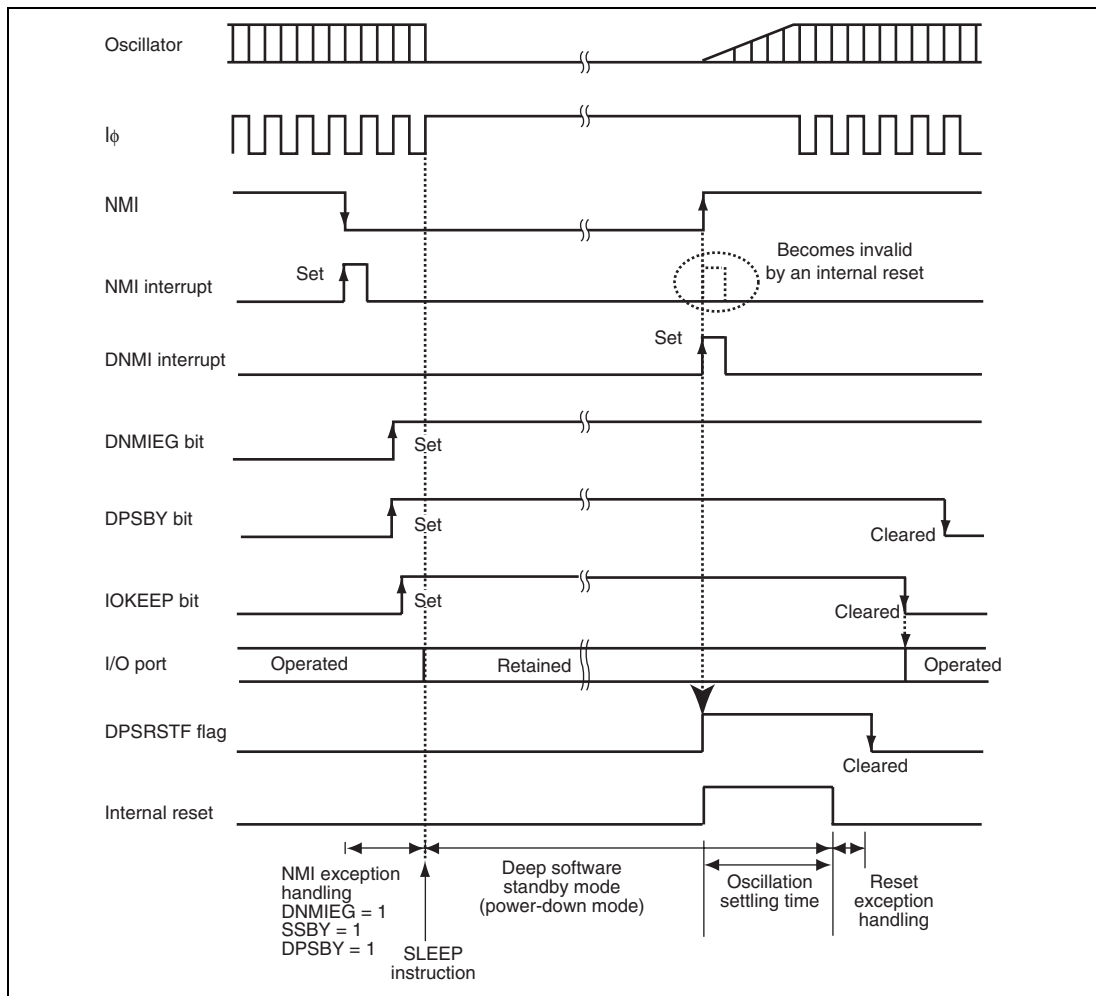 Oscillator
Iϕ
NMI
Becomes invalid
by an internal reset
NMI interrupt
Set
DNMI interrupt
Set
DNMIEG bit
Set
DPSBY bit
Set
Cleared
IOKEEP bit
Set
Cleared
I/O port
Operated
Retained
Operated
DPSRSTF flag
Cleared
Internal reset
NMI exception
handling
DNMIEG = 1
SSBY = 1
DPSBY = 1
SLEEP
instruction
Deep software
standby mode
(power-down mode)
Oscillation
settling time
Reset
exception
handling